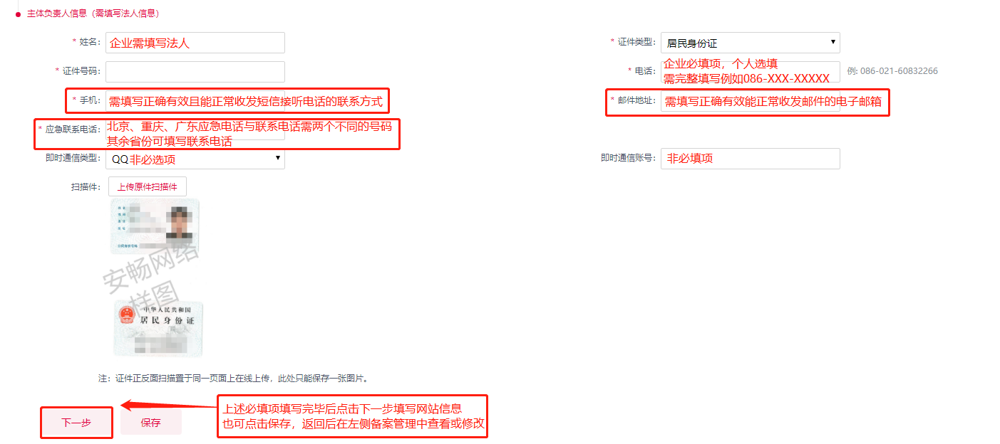 主体负责人信息（需填写法人信息）
* 姓名: 企业需填写法人
* 证件类型: 居民身份证
* 证件号码:
* 电话: 企业必填项，个人选填
需完整填写例如086-XXX-XXXXX
例: 086-021-60832266
* 手机: 需填写正确有效且能正常收发短信接听电话的联系方式
* 邮件地址: 需填写正确有效能正常收发邮件的电子邮箱
* 应急联系电话: 北京、重庆、广东应急电话与联系电话需两个不同的号码
其余省份可填写联系电话
即时通信类型: QQ非必选项
即时通信账号: 非必填项
扫描件: 上传原件扫描件
安畅网络
样图
中华人民共和国
居民身份证
注：证件正反面扫描置于同一页面上在线上传，此处只能保存一张图片。
下一步
保存
上述必填项填写完毕后点击下一步填写网站信息
也可点击保存，返回后在左侧备案管理中查看或修改